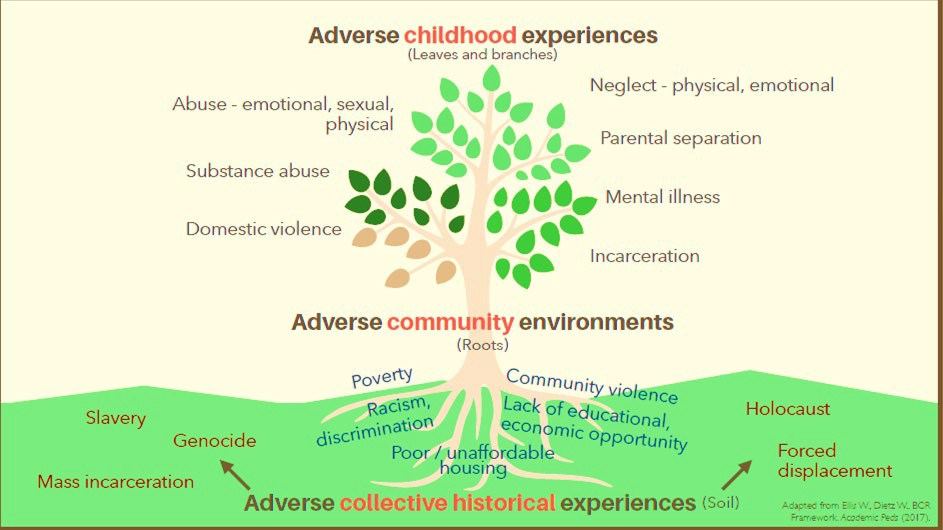 Adverse childhood experiences
(Leaves and branches)
Abuse - emotional, sexual,
physical
Neglect - physical, emotional
Parental separation
Substance abuse
Mental illness
Domestic violence
Incarceration
Adverse community environments
(Roots)
Poverty
Community violence
Racism,
discrimination
Lack of educational,
economic opportunity
Poor / unaffordable
housing
Slavery
Genocide
Mass incarceration
Holocaust
Forced
displacement
Adverse collective historical experiences (Soil)
Adapted from Ellis W., Dietz W., BCR
Framework. Academic Peds (2017).